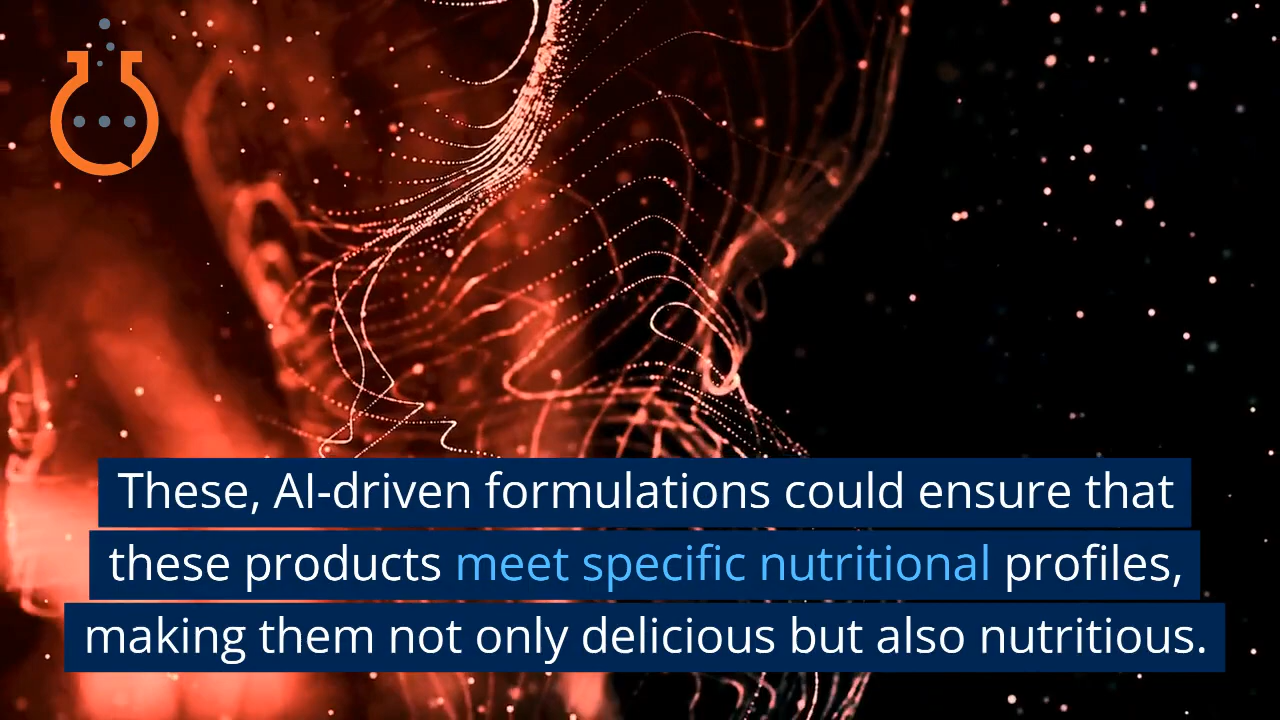 These, AI-driven formulations could ensure that
these products meet specific nutritional profiles,
making them not only delicious but also nutritious.